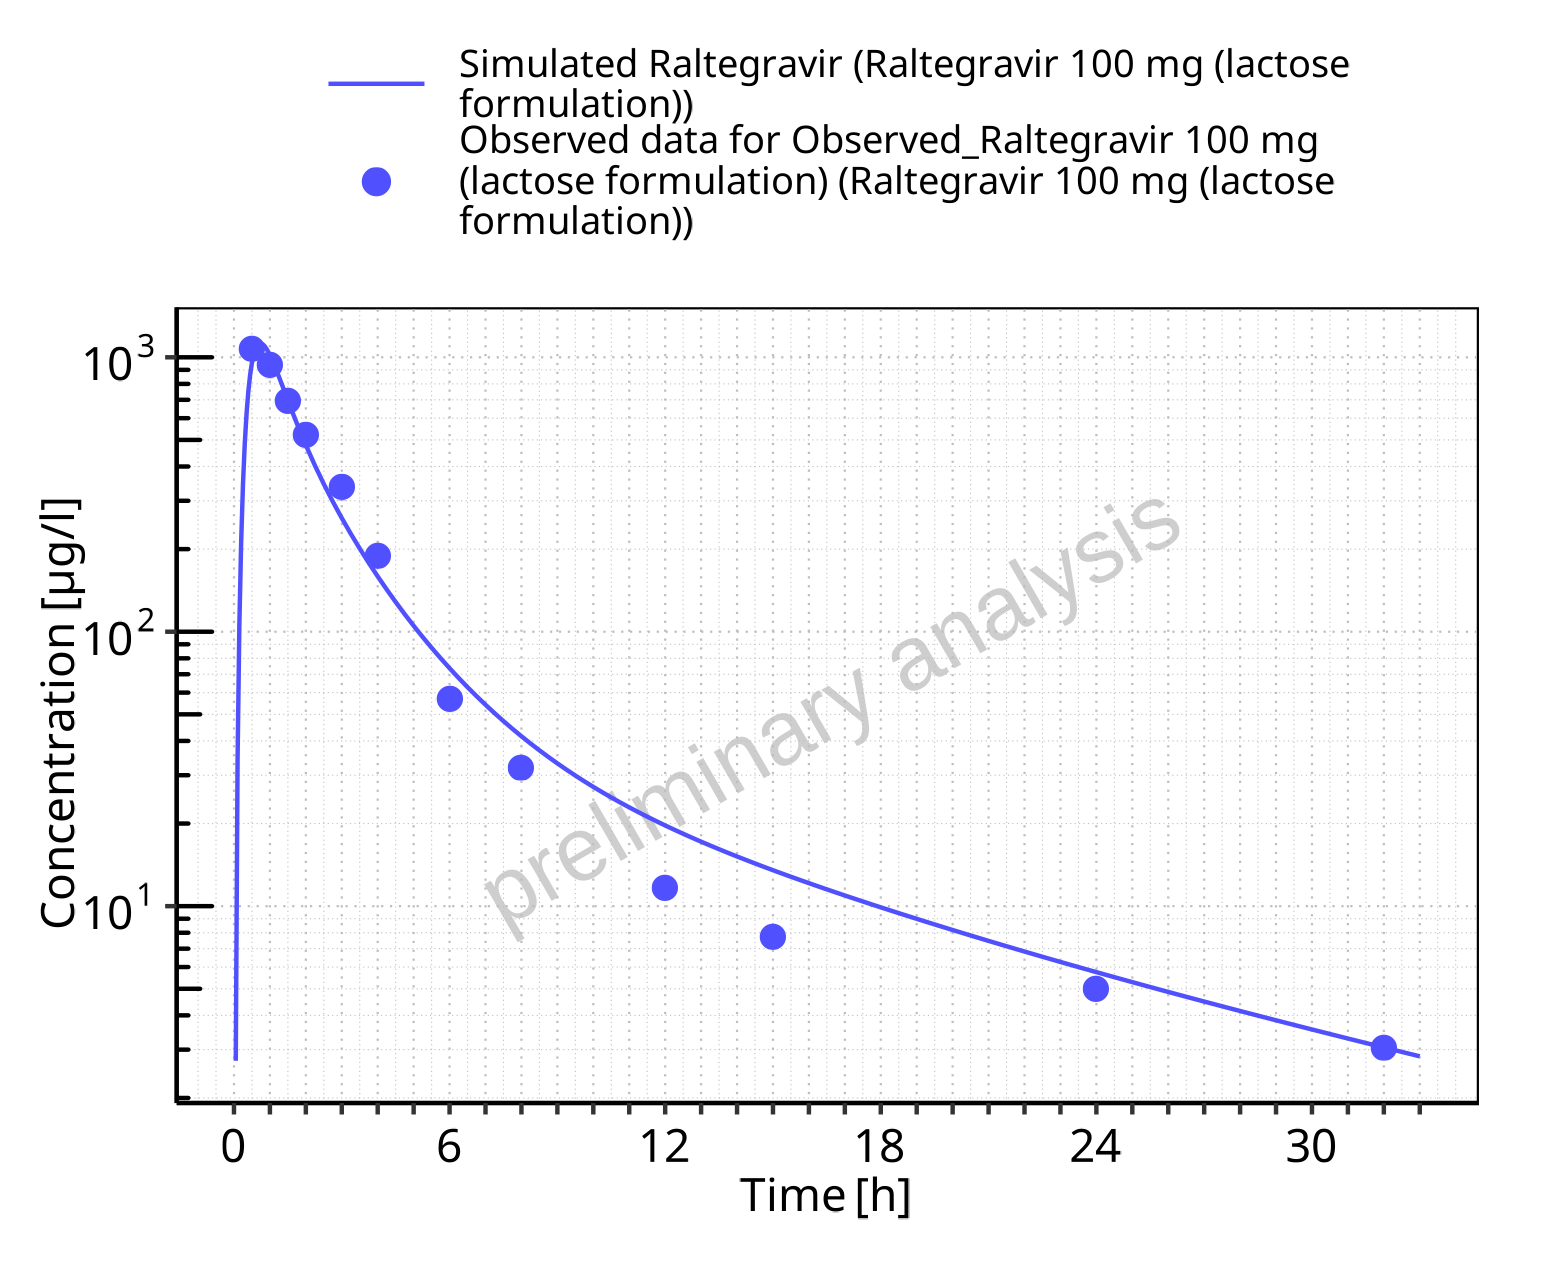 Simulated Raltegravir (Raltegravir 100 mg (lactose
formulation))
Observed data for Observed_Raltegravir 100 mg
(lactose formulation) (Raltegravir 100 mg (lactose
formulation))
10³
10²
10¹
Concentration [µg/l]
preliminary analysis
0 6 12 18 24 30
Time [h]